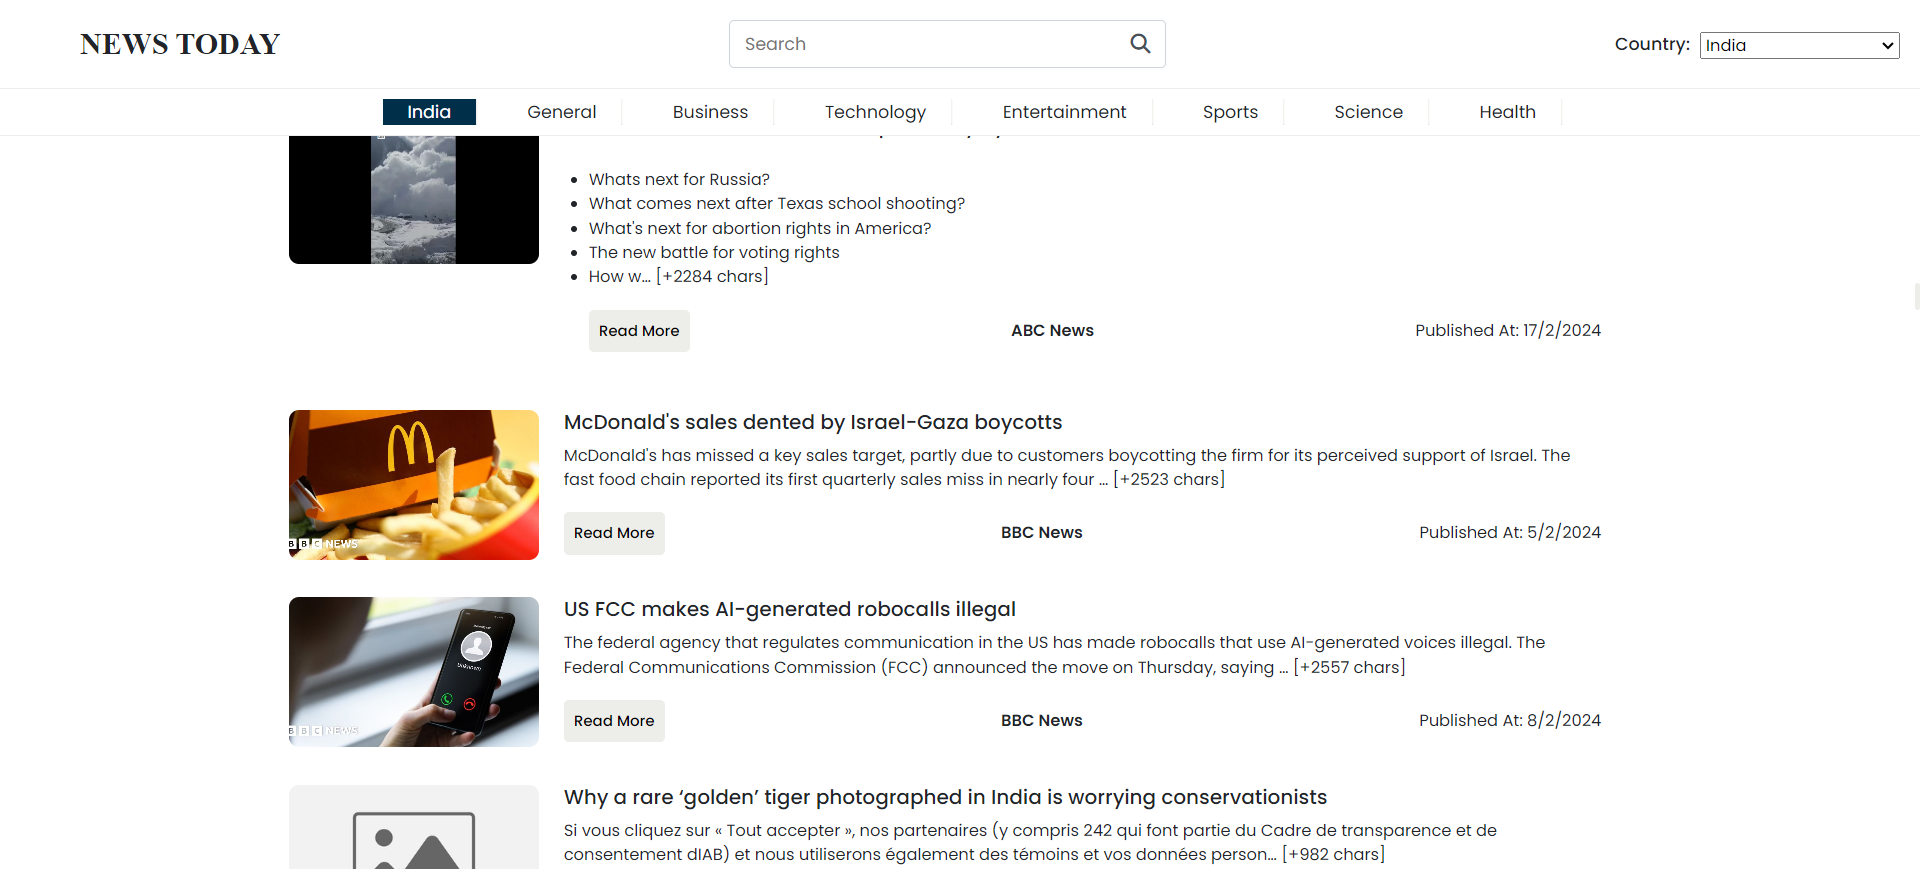 NEWS TODAY
Search
Country: India
India
General
Business
Technology
Entertainment
Sports
Science
Health
Whats next for Russia?
What comes next after Texas school shooting?
What's next for abortion rights in America?
The new battle for voting rights
How w… [+2284 chars]
Read More
ABC News
Published At: 17/2/2024
McDonald's sales dented by Israel-Gaza boycotts
McDonald's has missed a key sales target, partly due to customers boycotting the firm for its perceived support of Israel. The
fast food chain reported its first quarterly sales miss in nearly four … [+2523 chars]
BBC NEWS
Read More
BBC News
Published At: 5/2/2024
US FCC makes AI-generated robocalls illegal
The federal agency that regulates communication in the US has made robocalls that use AI-generated voices illegal. The
Federal Communications Commission (FCC) announced the move on Thursday, saying … [+2557 chars]
Unknown
BBC NEWS
Read More
BBC News
Published At: 8/2/2024
Why a rare ‘golden’ tiger photographed in India is worrying conservationists
Si vous cliquez sur « Tout accepter », nos partenaires (y compris 242 qui font partie du Cadre de transparence et de
consentement dIAB) et nous utiliserons également des témoins et vos données person… [+982 chars]